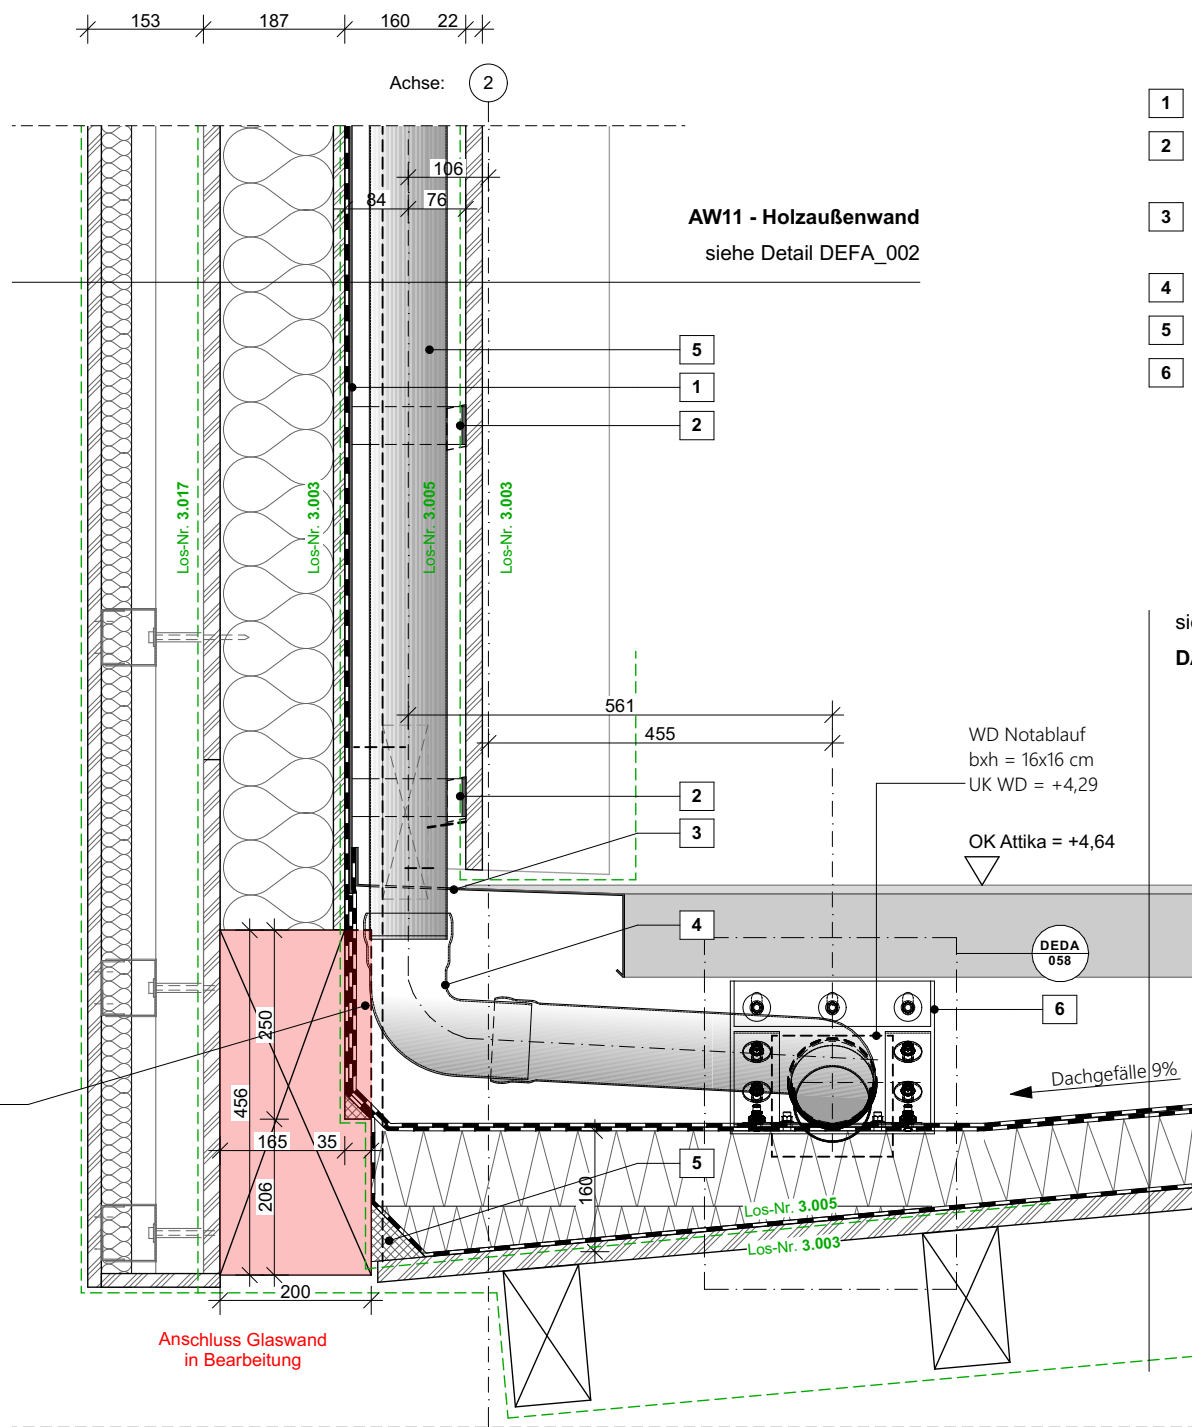 153
187
160
22
Achse:
2
1
2
3
4
5
6
106
84
76
AW11 - Holzaußenwand
siehe Detail DEFA_002
5
1
2
Los-Nr. 3.017
Los-Nr. 3.003
Los-Nr. 3.005
Los-Nr. 3.003
561
455
WD Notablauf
bxh = 16x16 cm
UK WD = +4,29
2
3
OK Attika = +4,64
4
DEDA
058
6
250
456
165
35
206
Dachgefälle 9%
5
160
Los-Nr. 3.005
Los-Nr. 3.003
200
Anschluss Glaswand
in Bearbeitung